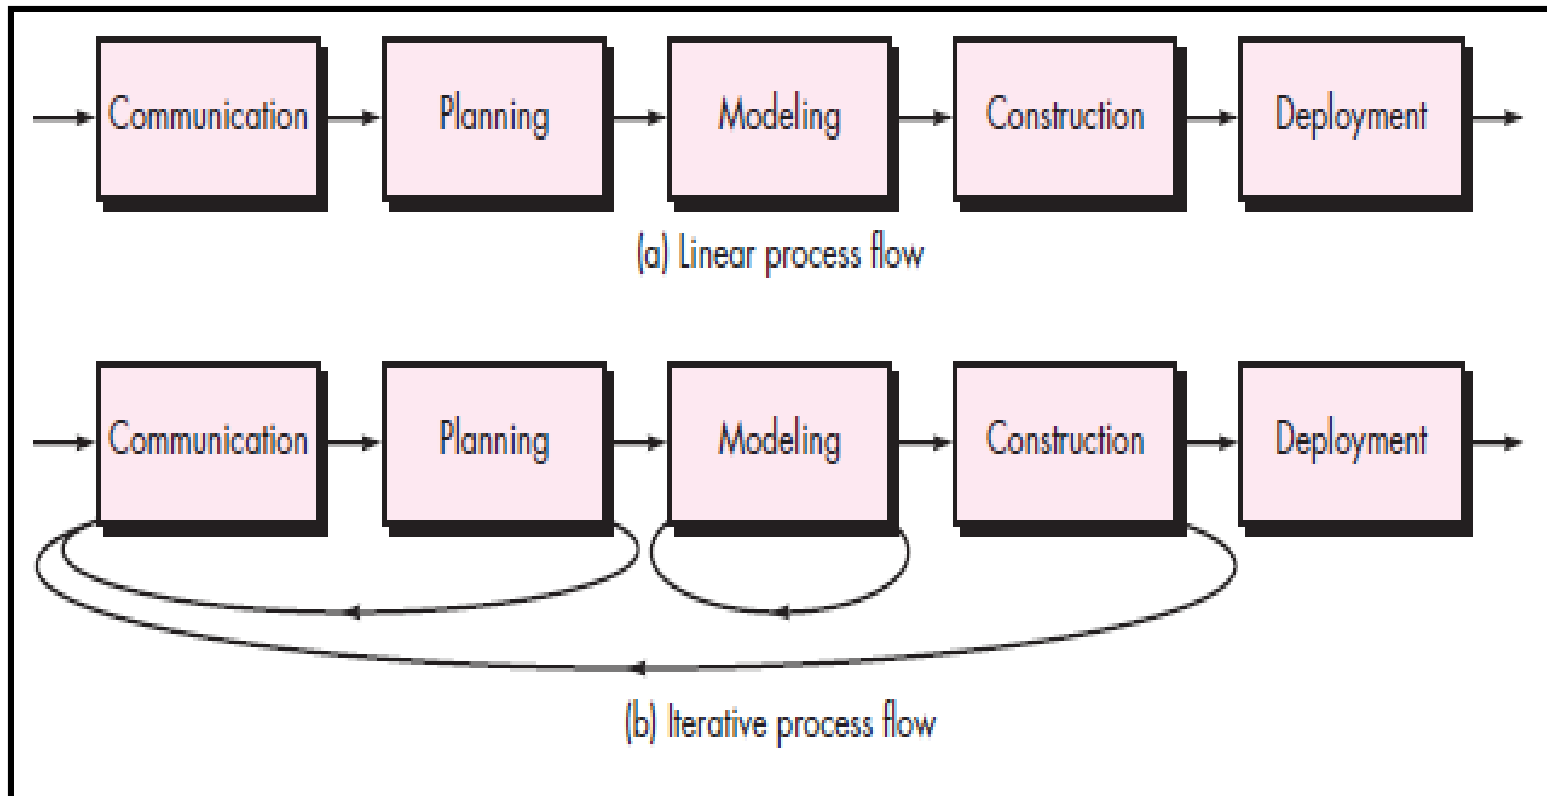 Communication Planning Modeling Construction Deployment
(a) Linear process flow
Communication Planning Modeling Construction Deployment
(b) Iterative process flow